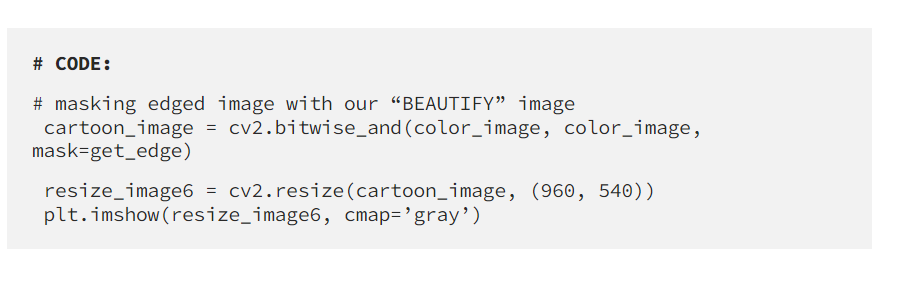 # CODE:
# masking edged image with our “BEAUTIFY” image
cartoon_image = cv2.bitwise_and(color_image, color_image,
mask=get_edge)
resize_image6 = cv2.resize(cartoon_image, (960, 540))
plt.imshow(resize_image6, cmap=’gray’)